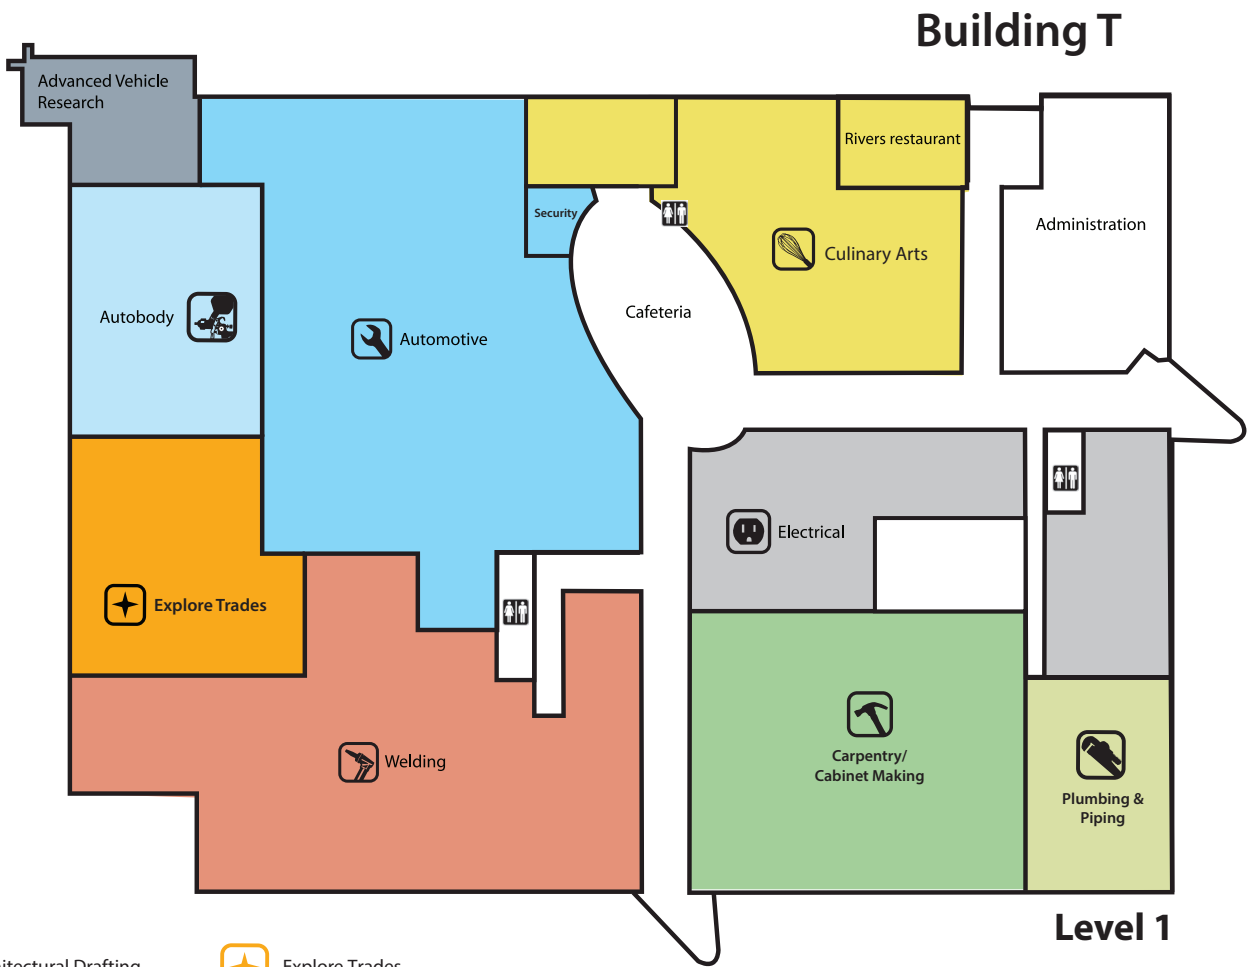 Building T
Advanced Vehicle
Research
Rivers restaurant
Security
Administration
Culinary Arts
Cafeteria
Autobody
Automotive
Electrical
Explore Trades
Welding
Carpentry/
Cabinet Making
Plumbing &
Piping
Level 1
Drafting
Explore Trades